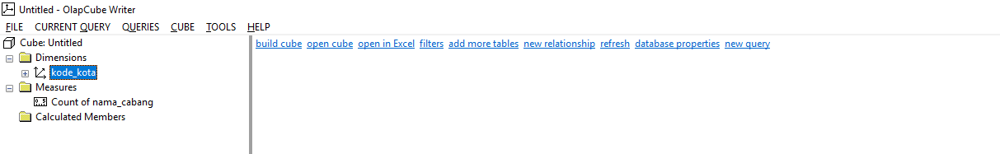 Untitled - OlapCube Writer
FILE CURRENT QUERY QUERIES CUBE TOOLS HELP
Cube: Untitled
Dimensions
kode_kota
Measures
Count of nama_cabang
Calculated Members
build cube open cube open in Excel filters add more tables new relationship refresh database properties new query